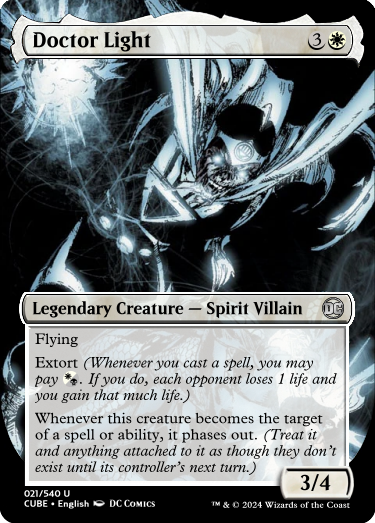 Doctor Light 3
Legendary Creature — Spirit Villain DC
Flying
Extort (Whenever you cast a spell, you may
pay . If you do, each opponent loses 1 life and
you gain that much life.)
Whenever this creature becomes the target
of a spell or ability, it phases out. (Treat it
and anything attached to it as though they don't
exist until its controller's next turn.)
3/4
021/540 U
CUBE • English DC COMICS ™ & © 2024 Wizards of the Coast